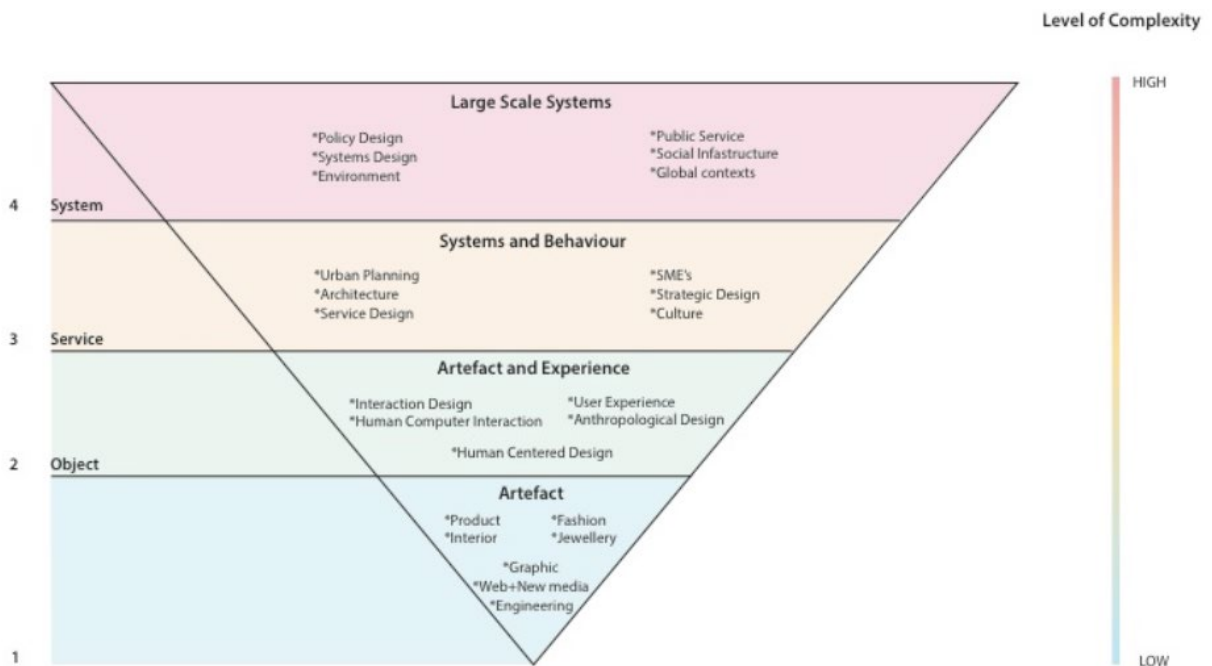 Level of Complexity
HIGH
Large Scale Systems
*Policy Design
*Systems Design
*Environment
*Public Service
*Social Infastructure
*Global contexts
4 System
Systems and Behaviour
*Urban Planning
*Architecture
*Service Design
*SME's
*Strategic Design
*Culture
3 Service
Artefact and Experience
*Interaction Design
*Human Computer Interaction
*User Experience
*Anthropological Design
*Human Centered Design
2 Object
Artefact
*Product
*Interior
*Fashion
*Jewellery
*Graphic
*Web+New media
*Engineering
1
LOW